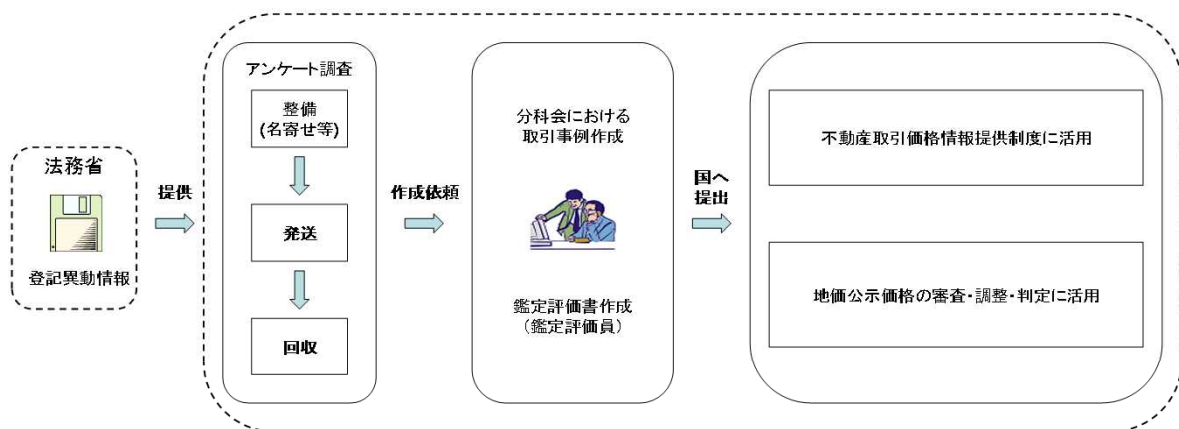 法務省
登記異動情報
提供
アンケート調査
整備
(名寄せ等)
発送
回収
作成依頼
分科会における
取引事例作成
鑑定評価書作成
(鑑定評価員)
国へ
提出
不動産取引価格情報提供制度に活用
地価公示価格の審査・調整・判定に活用